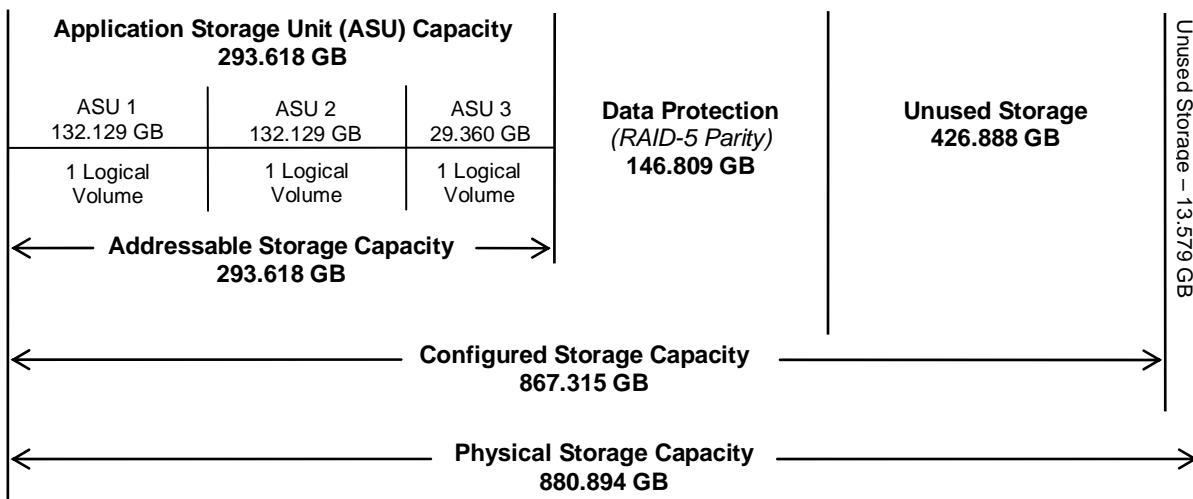 Application Storage Unit (ASU) Capacity
293.618 GB
ASU 1
132.129 GB
ASU 2
132.129 GB
ASU 3
29.360 GB
1 Logical
Volume
1 Logical
Volume
1 Logical
Volume
Addressable Storage Capacity
293.618 GB
Data Protection
(RAID-5 Parity)
146.809 GB
Unused Storage
426.888 GB
Unused Storage – 13.579 GB
Configured Storage Capacity
867.315 GB
Physical Storage Capacity
880.894 GB